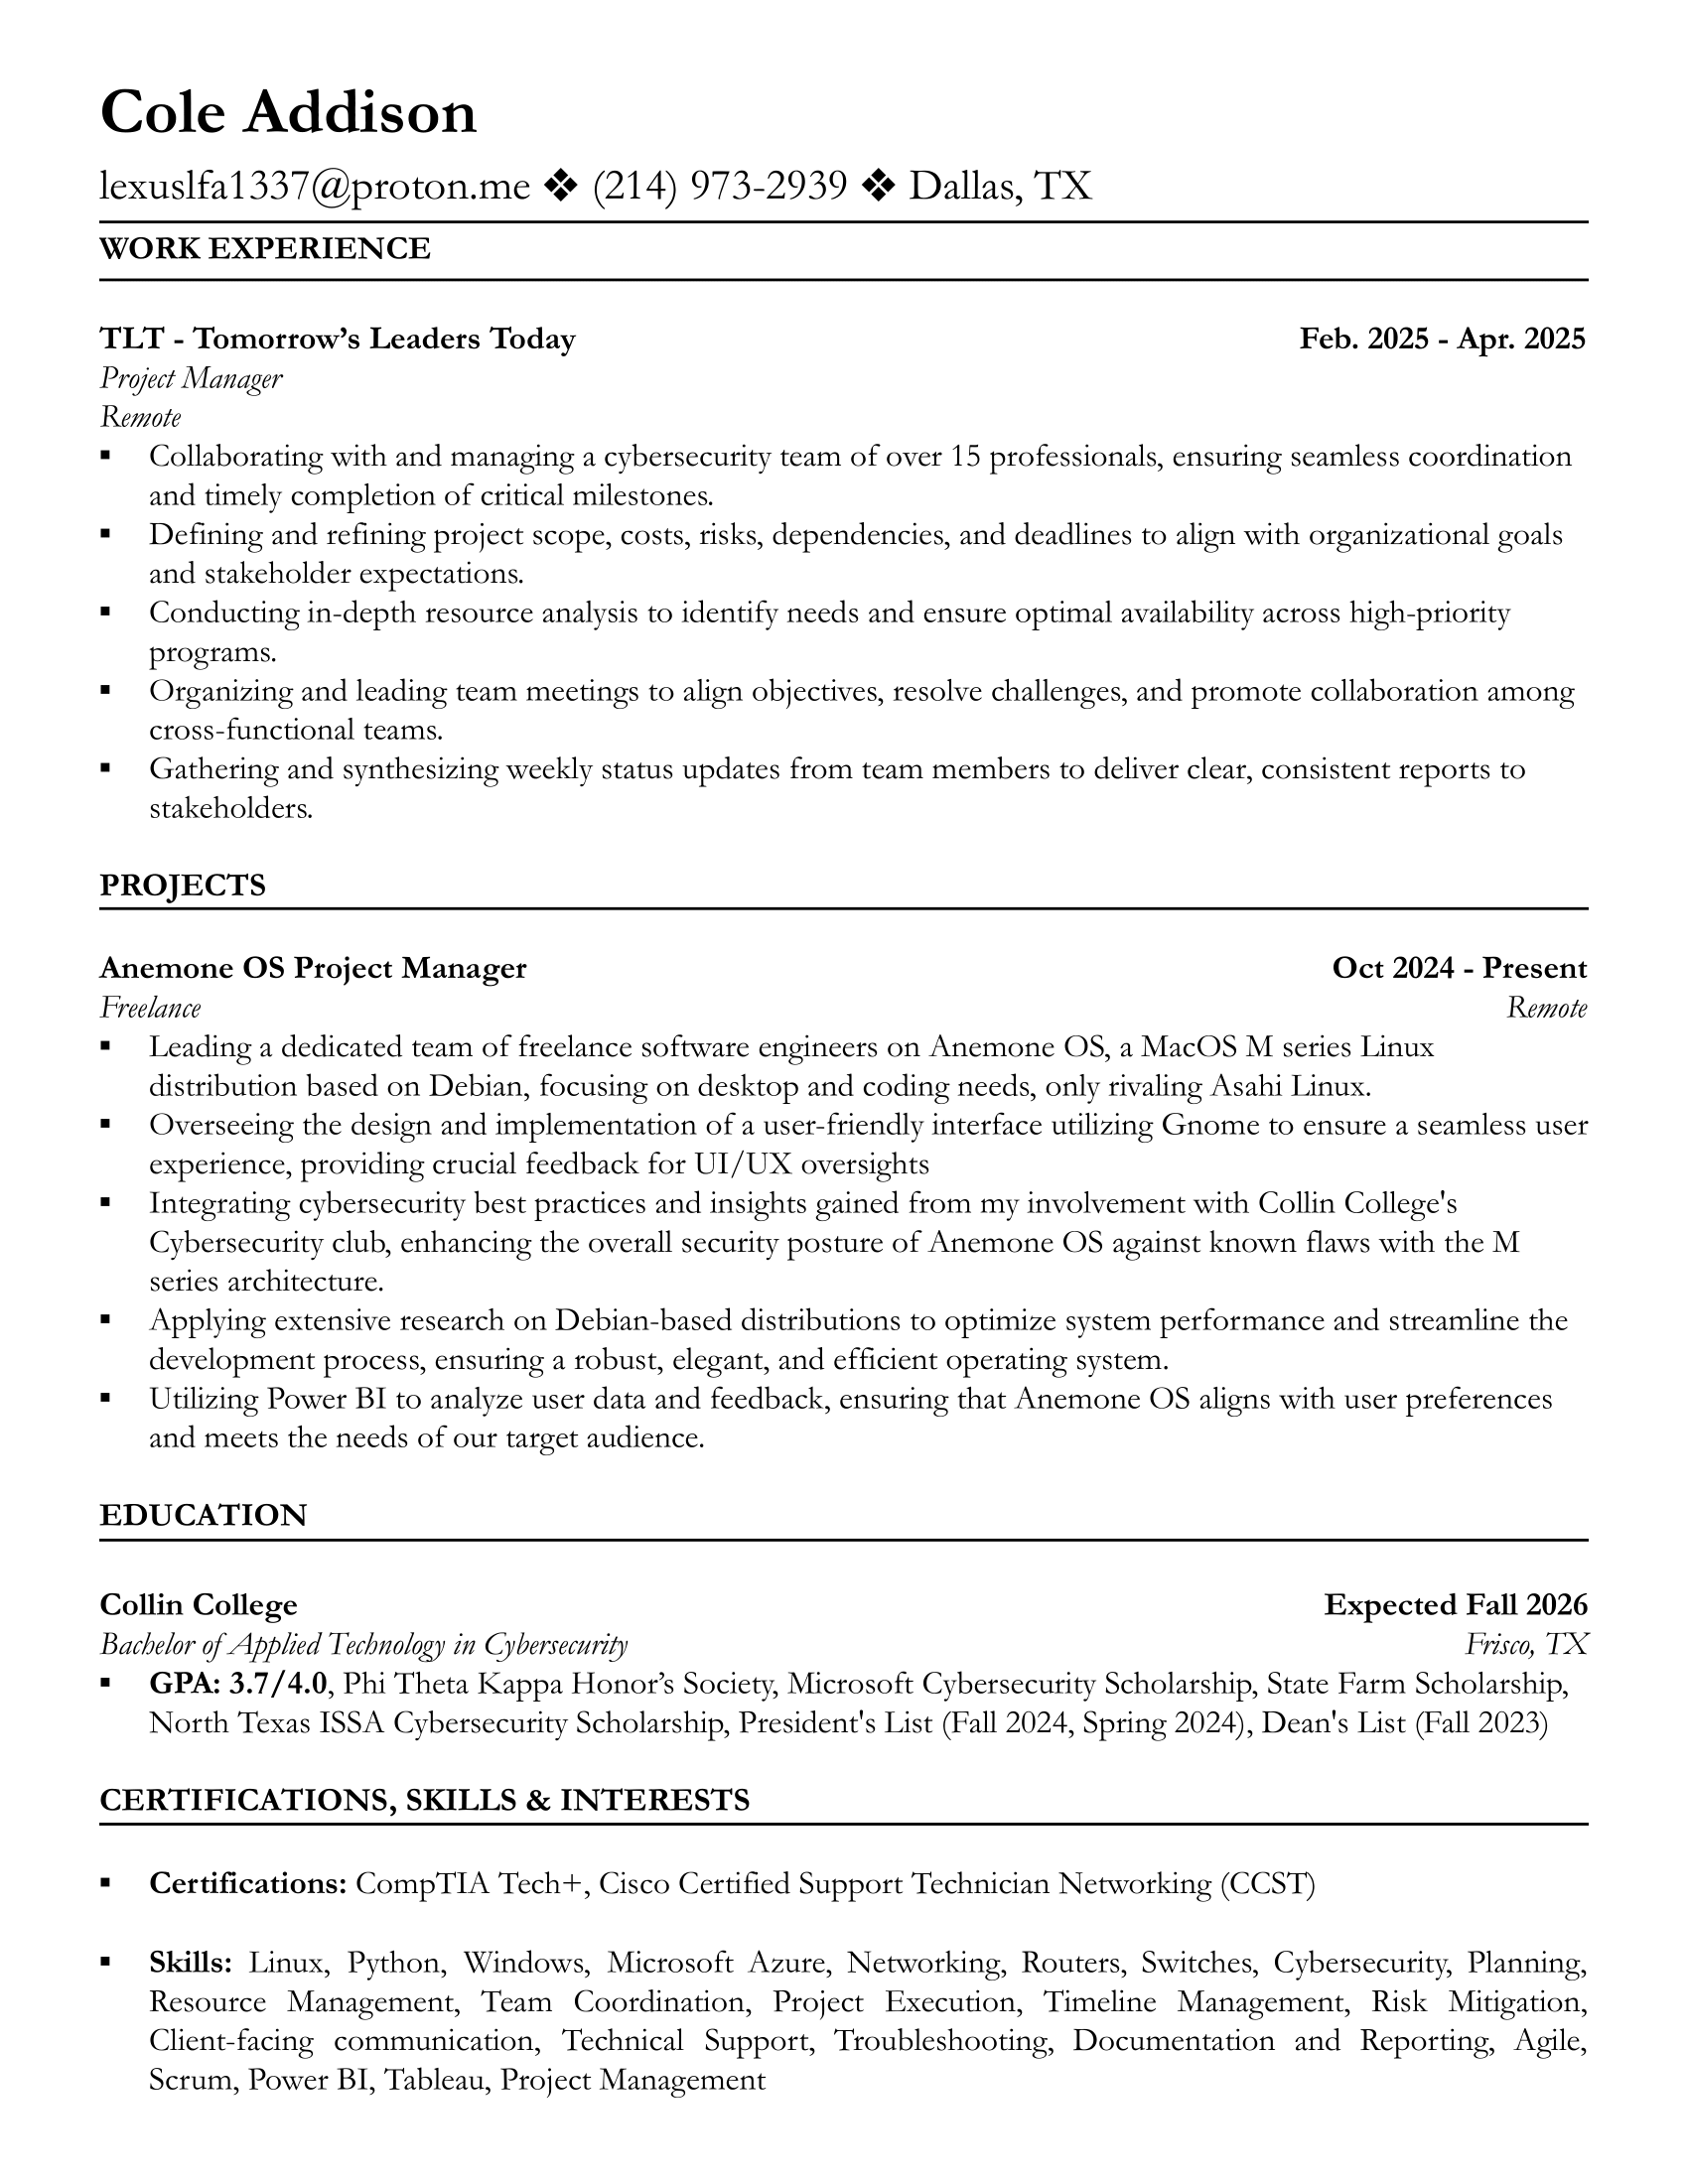 Cole Addison
lexuslfa1337@proton.me ❖ (214) 973-2939 ❖ Dallas, TX
WORK EXPERIENCE
TLT - Tomorrow’s Leaders Today Feb. 2025 - Apr. 2025
Project Manager
Remote
▪ Collaborating with and managing a cybersecurity team of over 15 professionals, ensuring seamless coordination
and timely completion of critical milestones.
▪ Defining and refining project scope, costs, risks, dependencies, and deadlines to align with organizational goals
and stakeholder expectations.
▪ Conducting in-depth resource analysis to identify needs and ensure optimal availability across high-priority
programs.
▪ Organizing and leading team meetings to align objectives, resolve challenges, and promote collaboration among
cross-functional teams.
▪ Gathering and synthesizing weekly status updates from team members to deliver clear, consistent reports to
stakeholders.
PROJECTS
Anemone OS Project Manager Oct 2024 - Present
Freelance Remote
▪ Leading a dedicated team of freelance software engineers on Anemone OS, a MacOS M series Linux
distribution based on Debian, focusing on desktop and coding needs, only rivaling Asahi Linux.
▪ Overseeing the design and implementation of a user-friendly interface utilizing Gnome to ensure a seamless user
experience, providing crucial feedback for UI/UX oversights
▪ Integrating cybersecurity best practices and insights gained from my involvement with Collin College's
Cybersecurity club, enhancing the overall security posture of Anemone OS against known flaws with the M
series architecture.
▪ Applying extensive research on Debian-based distributions to optimize system performance and streamline the
development process, ensuring a robust, elegant, and efficient operating system.
▪ Utilizing Power BI to analyze user data and feedback, ensuring that Anemone OS aligns with user preferences
and meets the needs of our target audience.
EDUCATION
Collin College Expected Fall 2026
Bachelor of Applied Technology in Cybersecurity Frisco, TX
▪ GPA: 3.7/4.0, Phi Theta Kappa Honor’s Society, Microsoft Cybersecurity Scholarship, State Farm Scholarship,
North Texas ISSA Cybersecurity Scholarship, President's List (Fall 2024, Spring 2024), Dean's List (Fall 2023)
CERTIFICATIONS, SKILLS & INTERESTS
▪ Certifications: CompTIA Tech+, Cisco Certified Support Technician Networking (CCST)
▪ Skills: Linux, Python, Windows, Microsoft Azure, Networking, Routers, Switches, Cybersecurity, Planning,
Resource Management, Team Coordination, Project Execution, Timeline Management, Risk Mitigation,
Client-facing communication, Technical Support, Troubleshooting, Documentation and Reporting, Agile,
Scrum, Power BI, Tableau, Project Management